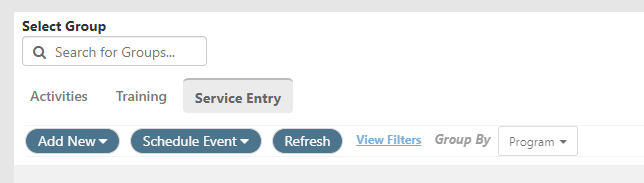 Select Group
Search for Groups...
Activities Training Service Entry
Add New Schedule Event Refresh View Filters Group By Program